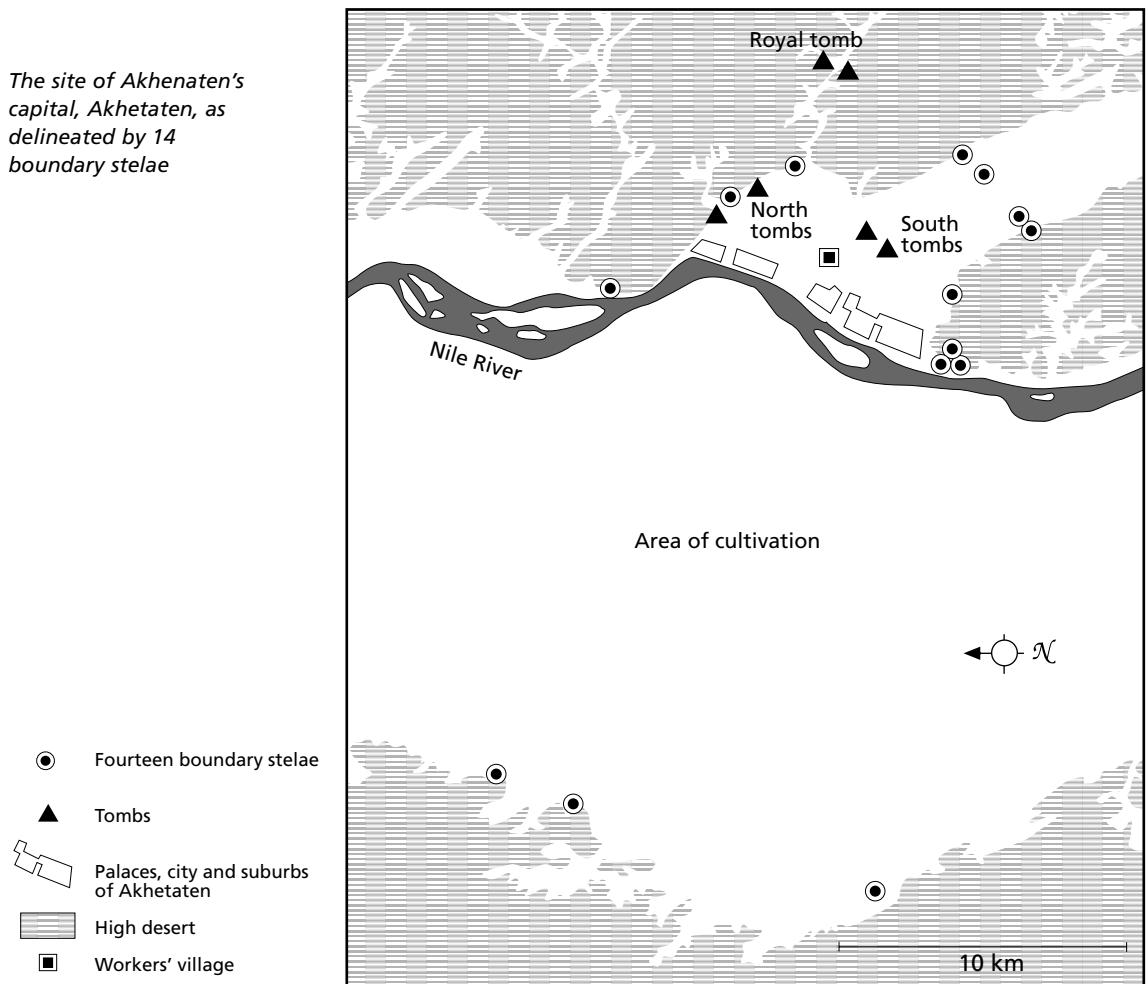 The site of Akhenaten's
capital, Akhetaten, as
delineated by 14
boundary stelae
Royal tomb
North
tombs
South
tombs
Nile River
Area of cultivation
N
10 km
Fourteen boundary stelae
Tombs
Palaces, city and suburbs
of Akhetaten
High desert
Workers' village